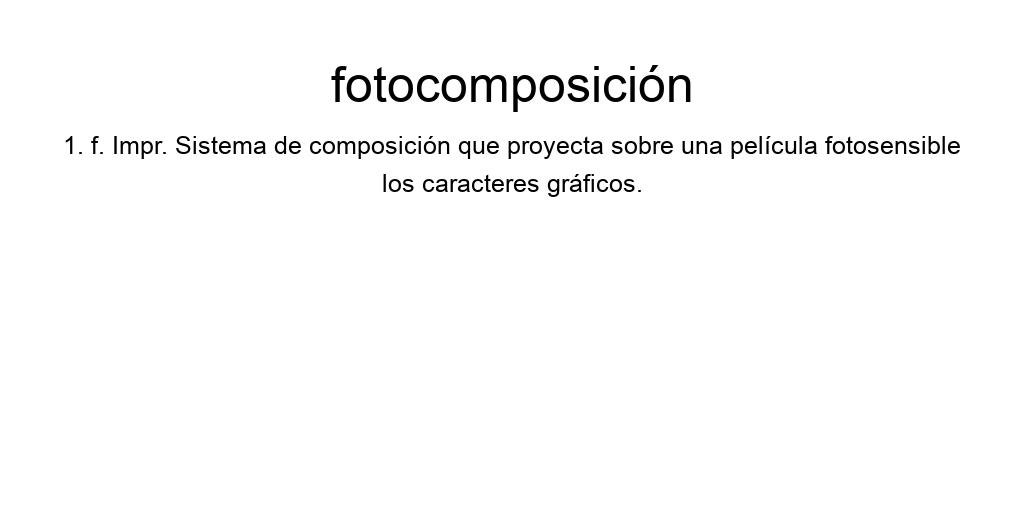 fotocomposición
1. f. Impr. Sistema de composición que proyecta sobre una película fotosensible
los caracteres gráficos.